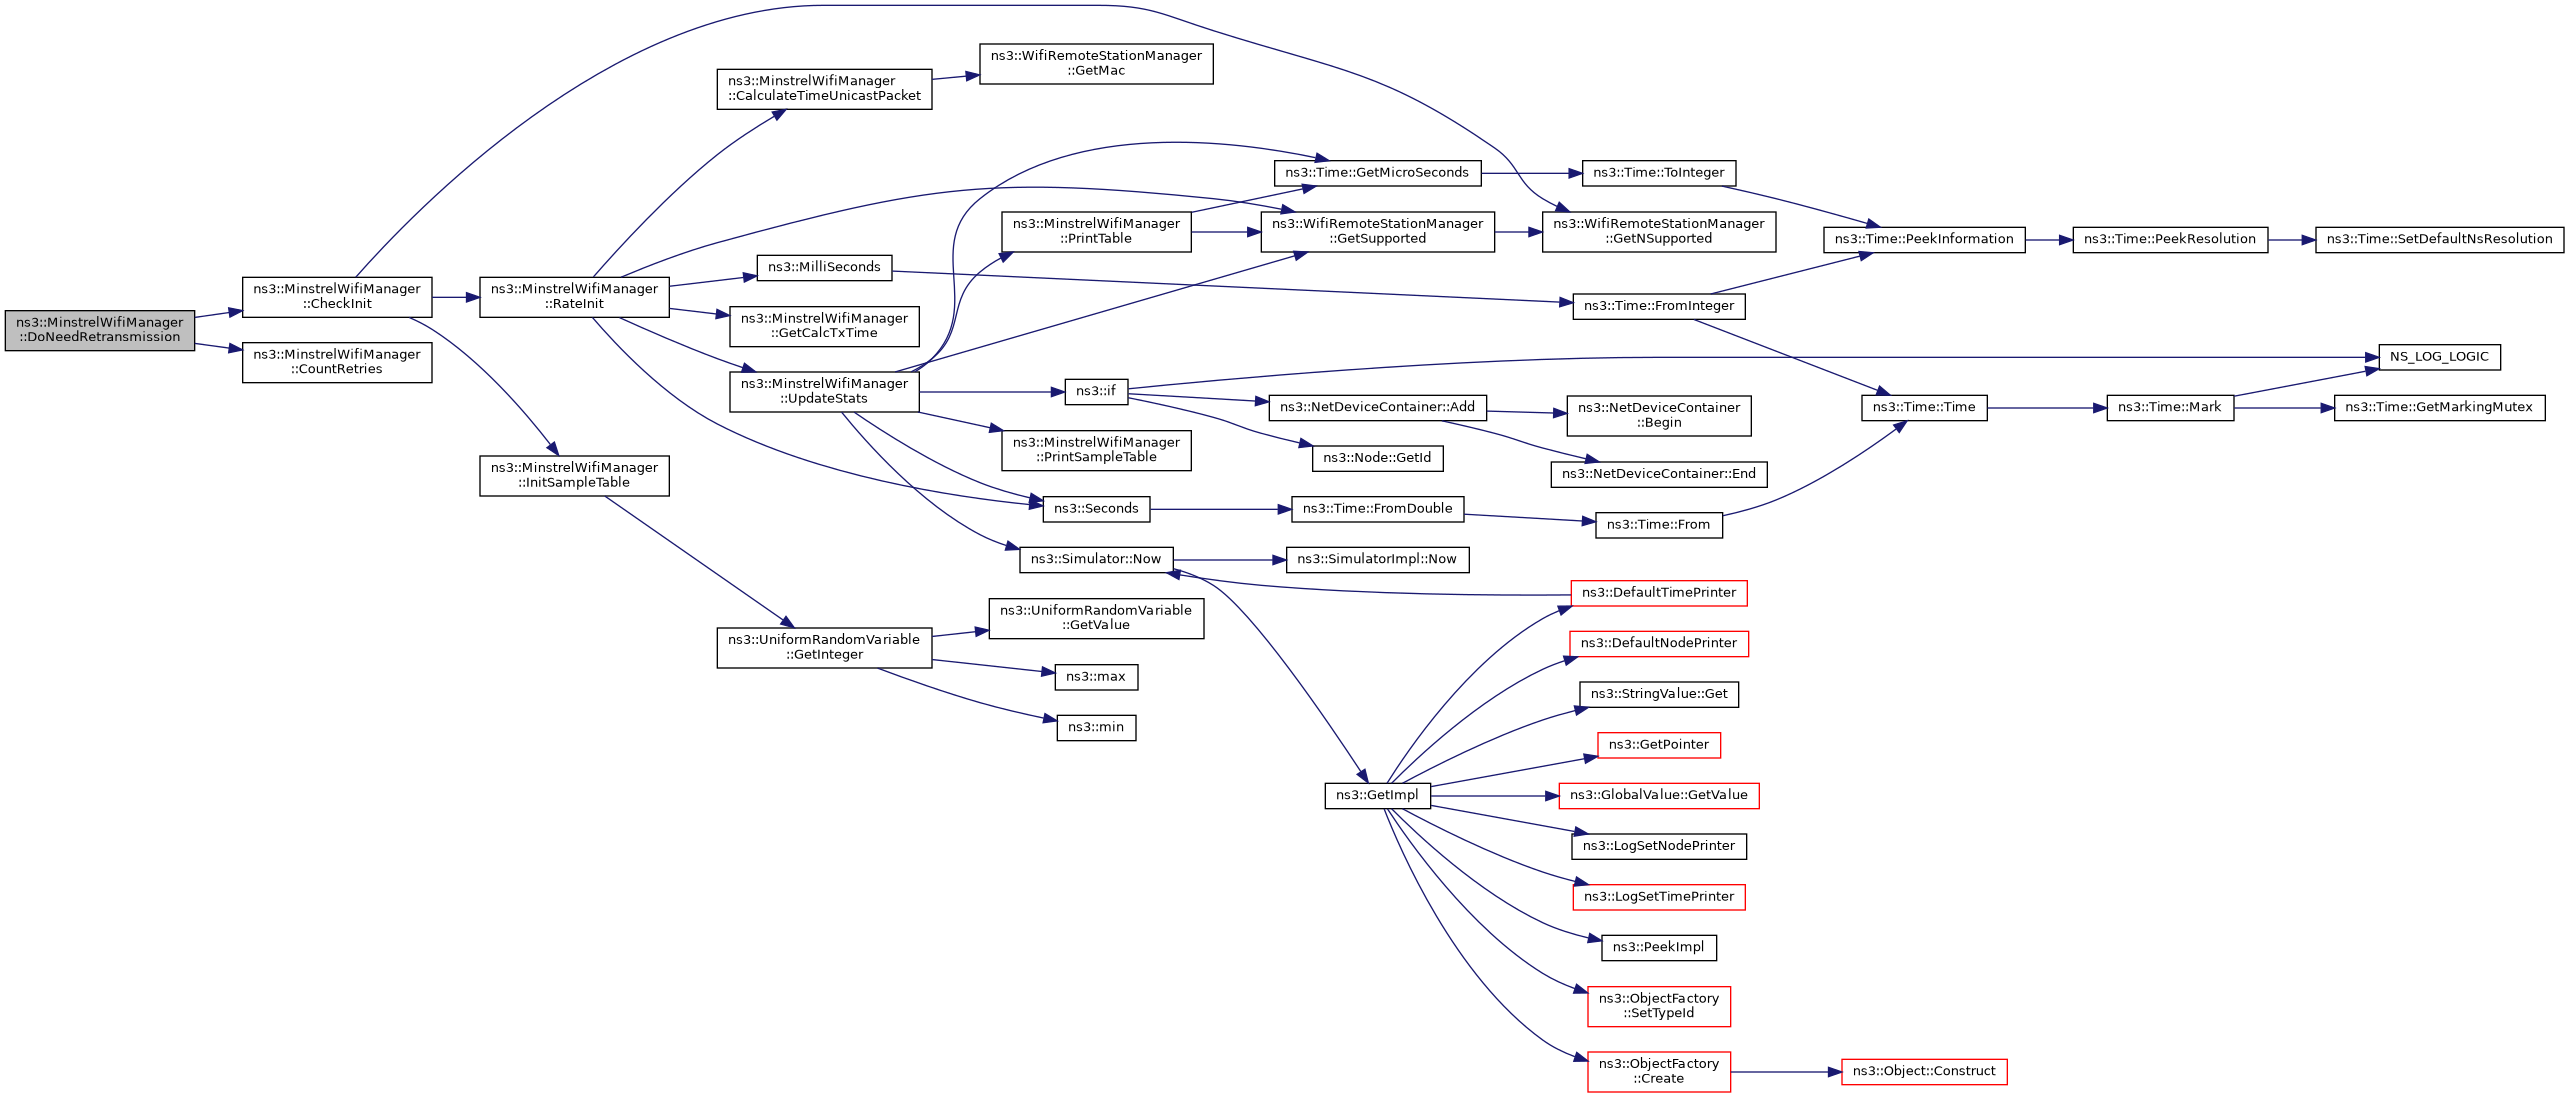 ns3::MinstrelWifiManager
::DoNeedRetransmission
ns3::MinstrelWifiManager
::CheckInit
ns3::MinstrelWifiManager
::CountRetries
ns3::MinstrelWifiManager
::RateInit
ns3::MinstrelWifiManager
::InitSampleTable
ns3::MinstrelWifiManager
::CalculateTimeUnicastPacket
ns3::MilliSeconds
ns3::MinstrelWifiManager
::GetCalcTxTime
ns3::MinstrelWifiManager
::UpdateStats
ns3::UniformRandomVariable
::GetInteger
ns3::WifiRemoteStationManager
::GetMac
ns3::MinstrelWifiManager
::PrintTable
ns3::if
ns3::MinstrelWifiManager
::PrintSampleTable
ns3::Seconds
ns3::Simulator::Now
ns3::UniformRandomVariable
::GetValue
ns3::max
ns3::min
ns3::Time::GetMicroSeconds
ns3::WifiRemoteStationManager
::GetSupported
ns3::NetDeviceContainer::Add
ns3::Node::GetId
ns3::Time::FromDouble
ns3::SimulatorImpl::Now
ns3::GetImpl
ns3::Time::ToInteger
ns3::WifiRemoteStationManager
::GetNSupported
ns3::Time::FromInteger
ns3::NetDeviceContainer
::Begin
ns3::NetDeviceContainer::End
ns3::Time::From
ns3::DefaultTimePrinter
ns3::DefaultNodePrinter
ns3::StringValue::Get
ns3::GetPointer
ns3::GlobalValue::GetValue
ns3::LogSetNodePrinter
ns3::LogSetTimePrinter
ns3::PeekImpl
ns3::ObjectFactory
::SetTypeId
ns3::ObjectFactory
::Create
ns3::Time::PeekInformation
ns3::Time::Time
ns3::Object::Construct
ns3::Time::PeekResolution
ns3::Time::Mark
ns3::Time::SetDefaultNsResolution
NS_LOG_LOGIC
ns3::Time::GetMarkingMutex